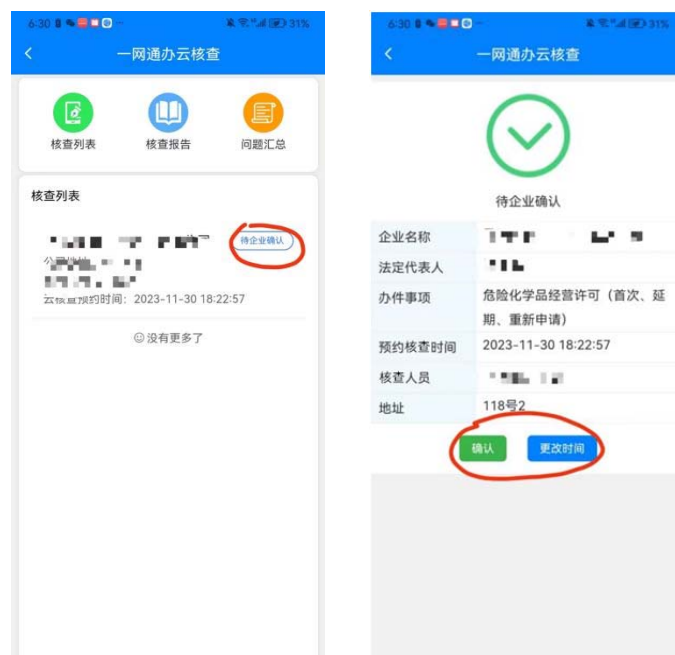 6:30
31%
一网通办云核查
核查列表
核查报告
问题汇总
核查列表
待企业确认
云核查预约时间：2023-11-30 18:22:57
没有更多了
6:30
31%
一网通办云核查
待企业确认
企业名称
法定代表人
办件事项
危险化学品经营许可（首次、延
期、重新申请）
预约核查时间
2023-11-30 18:22:57
核查人员
地址
118号2
确认
更改时间